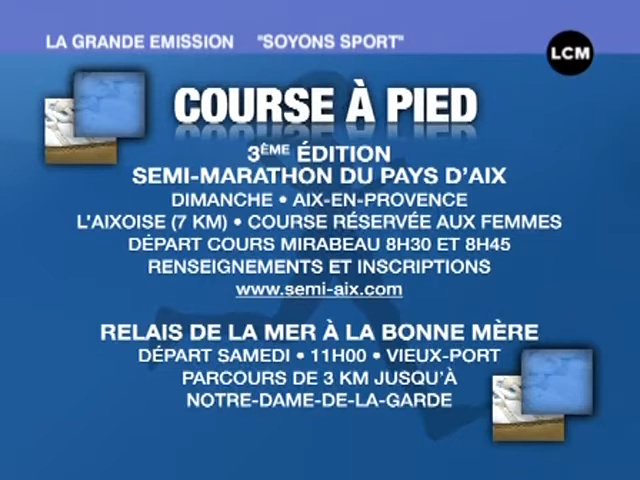 LA GRANDE EMISSION "SOYONS SPORT"
LCM
COURSE À PIED
3ÈME ÉDITION
SEMI-MARATHON DU PAYS D'AIX
DIMANCHE • AIX-EN-PROVENCE
L'AIXOISE (7 KM) • COURSE RÉSERVÉE AUX FEMMES
DÉPART COURS MIRABEAU 8H30 ET 8H45
RENSEIGNEMENTS ET INSCRIPTIONS
www.semi-aix.com
RELAIS DE LA MER À LA BONNE MÈRE
DÉPART SAMEDI • 11H00 • VIEUX-PORT
PARCOURS DE 3 KM JUSQU'À
NOTRE-DAME-DE-LA-GARDE